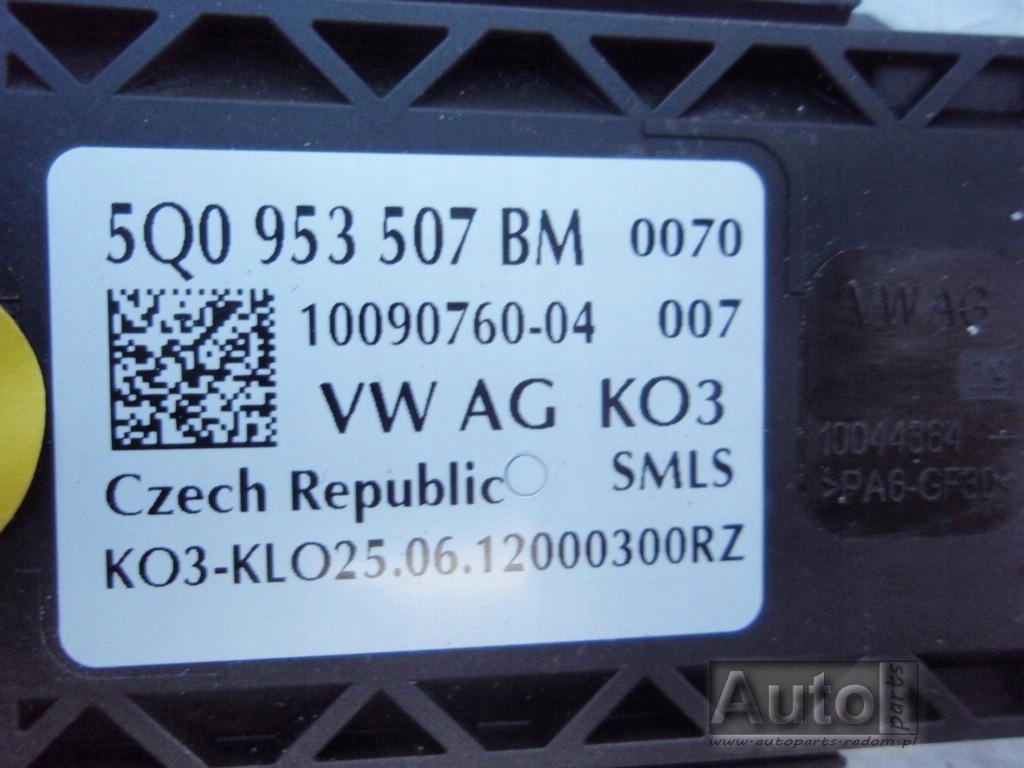 5Q0 953 507 BM 0070
10090760-04 007
VW AG KO3
Czech Republic SMLS
KO3-KLO25.06.12000300RZ
VW AG
10044364
>PA6-GF30<
Auto parts
www.autoparts-radom.pl